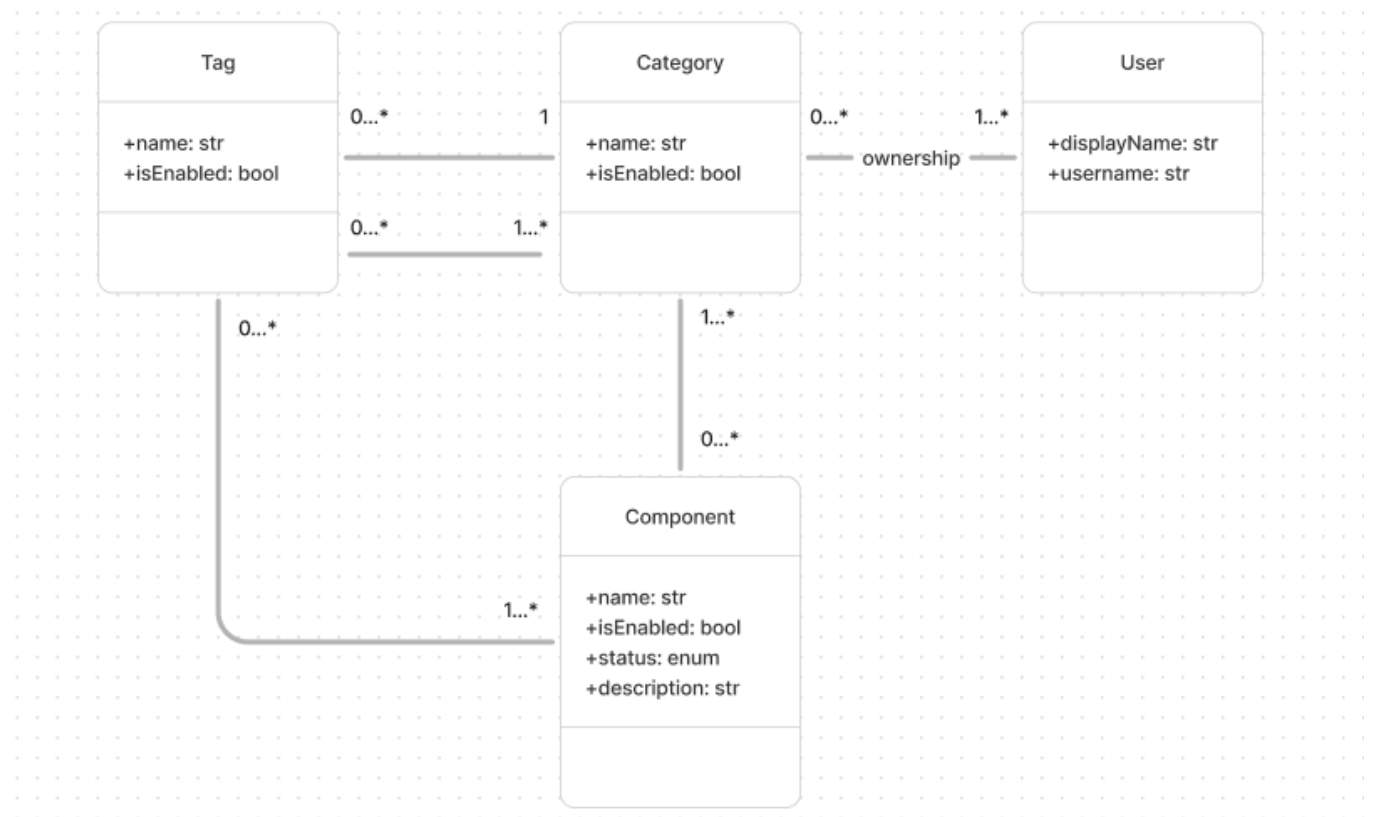 Tag
+name: str
+isEnabled: bool
0...*
1
0...*
1...*
Category
+name: str
+isEnabled: bool
0...*
ownership
1...*
User
+displayName: str
+username: str
0...*
1...*
1...*
0...*
Component
+name: str
+isEnabled: bool
+status: enum
+description: str